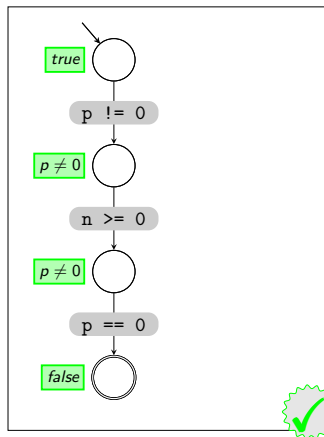 true
p != 0
p ≠ 0
n >= 0
p ≠ 0
p == 0
false